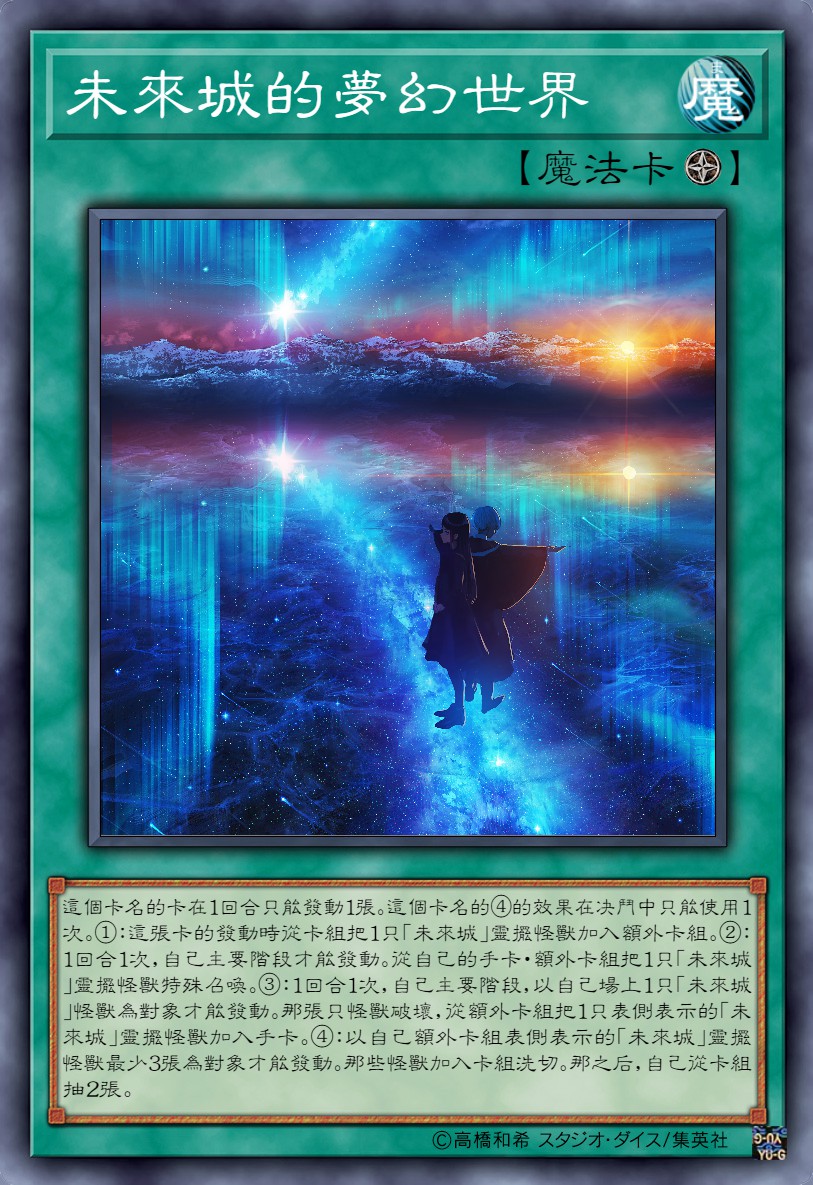 未來城的夢幻世界
ま
魔
【魔法卡】
這個卡名的卡在1回合只能發動1張。這個卡名的④的效果在決鬥中只能使用1
次。①:這張卡的發動時從卡組把1只「未來城」靈擺怪獸加入額外卡組。②:
1回合1次,自己主要階段才能發動。從自己的手卡・額外卡組把1只「未來城
」靈擺怪獸特殊召喚。③:1回合1次,自己主要階段,以自己場上1只「未來城
」怪獸為對象才能發動。那張只怪獸破壞,從額外卡組把1只表側表示的「未
來城」靈擺怪獸加入手卡。④:以自己額外卡組表側表示的「未來城」靈擺
怪獸最少3張為對象才能發動。那些怪獸加入卡組洗切。那之后,自己從卡組
抽2張。
©高橋和希 スタジオ・ダイス/集英社
YU-G
YU-G